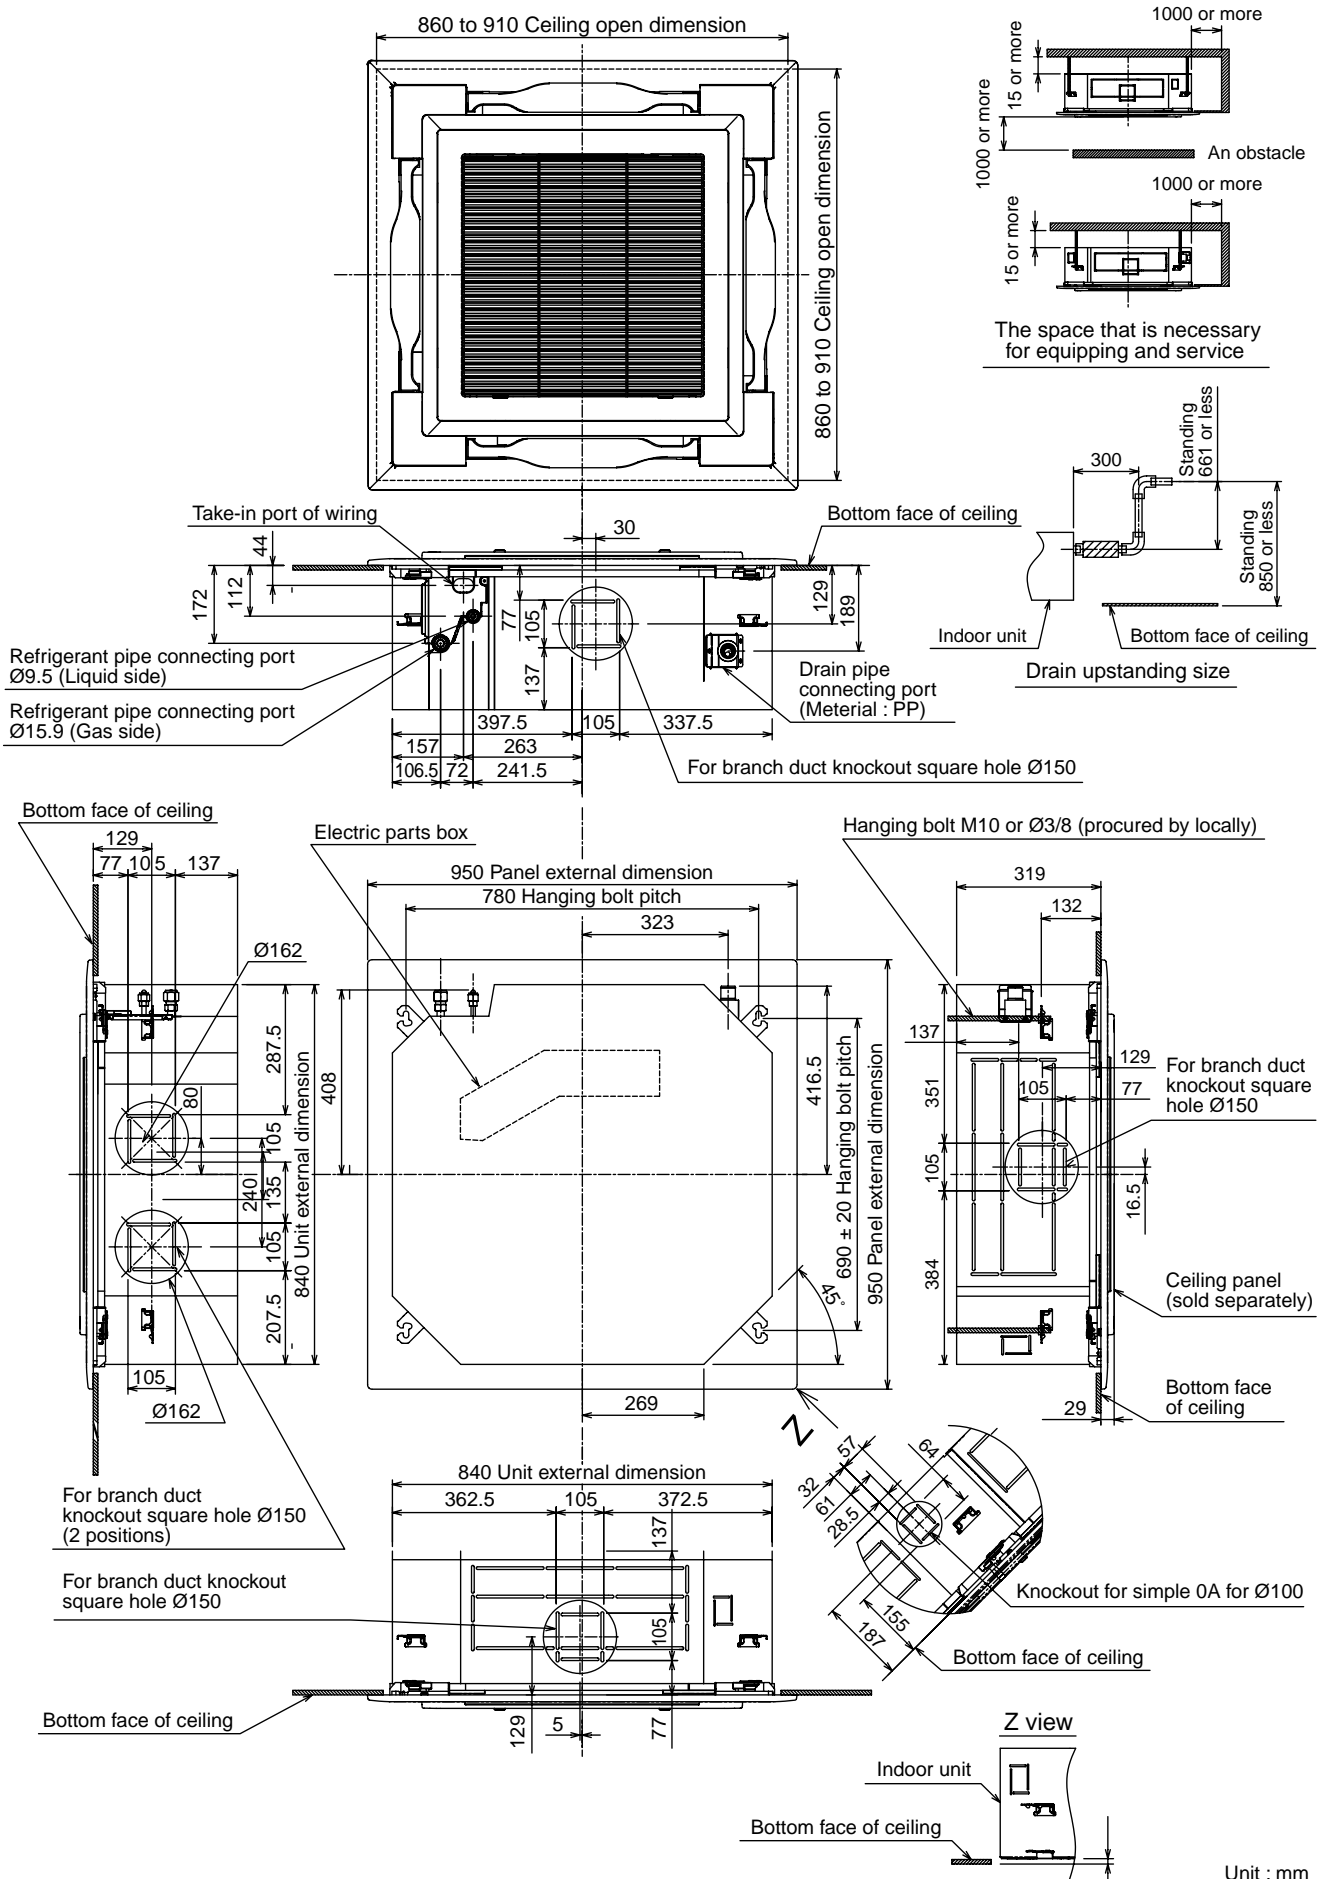 860 to 910 Ceiling open dimension
860 to 910 Ceiling open dimension
1000 or more
15 or more
1000 or more
An obstacle
1000 or more
15 or more
The space that is necessary
for equipping and service
300
Standing
661 or less
Standing
850 or less
Indoor unit
Bottom face of ceiling
Drain upstanding size
Take-in port of wiring
30
Bottom face of ceiling
44
112
172
77
105
137
129
189
Refrigerant pipe connecting port
Ø9.5 (Liquid side)
Refrigerant pipe connecting port
Ø15.9 (Gas side)
Drain pipe
connecting port
(Meterial : PP)
397.5
105
337.5
157
263
106.5
72
241.5
For branch duct knockout square hole Ø150
Bottom face of ceiling
129
77
105
137
Ø162
287.5
80
105
135
240
105
207.5
840 Unit external dimension
105
Ø162
For branch duct
knockout square hole Ø150
(2 positions)
Electric parts box
950 Panel external dimension
780 Hanging bolt pitch
323
408
416.5
690 ± 20 Hanging bolt pitch
950 Panel external dimension
45°
269
Z
Hanging bolt M10 or Ø3/8 (procured by locally)
319
132
137
129
105
77
For branch duct
knockout square
hole Ø150
351
105
384
16.5
Ceiling panel
(sold separately)
Bottom face
of ceiling
29
840 Unit external dimension
362.5
105
372.5
137
105
129
5
77
For branch duct knockout
square hole Ø150
Bottom face of ceiling
57
64
32
61
28.5
Knockout for simple 0A for Ø100
155
187
Bottom face of ceiling
Z view
Indoor unit
Bottom face of ceiling
Unit : mm